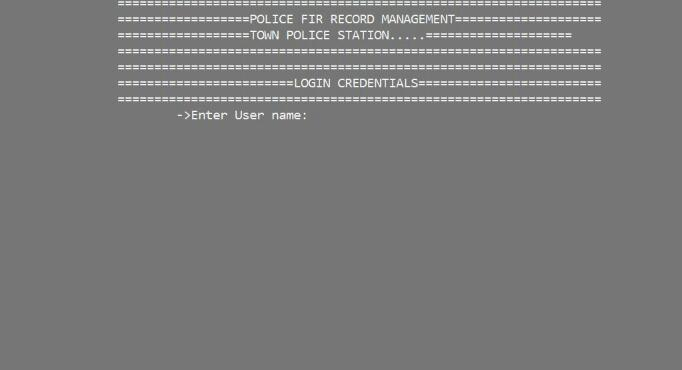 ==================================================================
==================POLICE FIR RECORD MANAGEMENT====================
==================TOWN POLICE STATION.....====================
==================================================================
==================================================================
========================LOGIN CREDENTIALS=========================
==================================================================
->Enter User name: